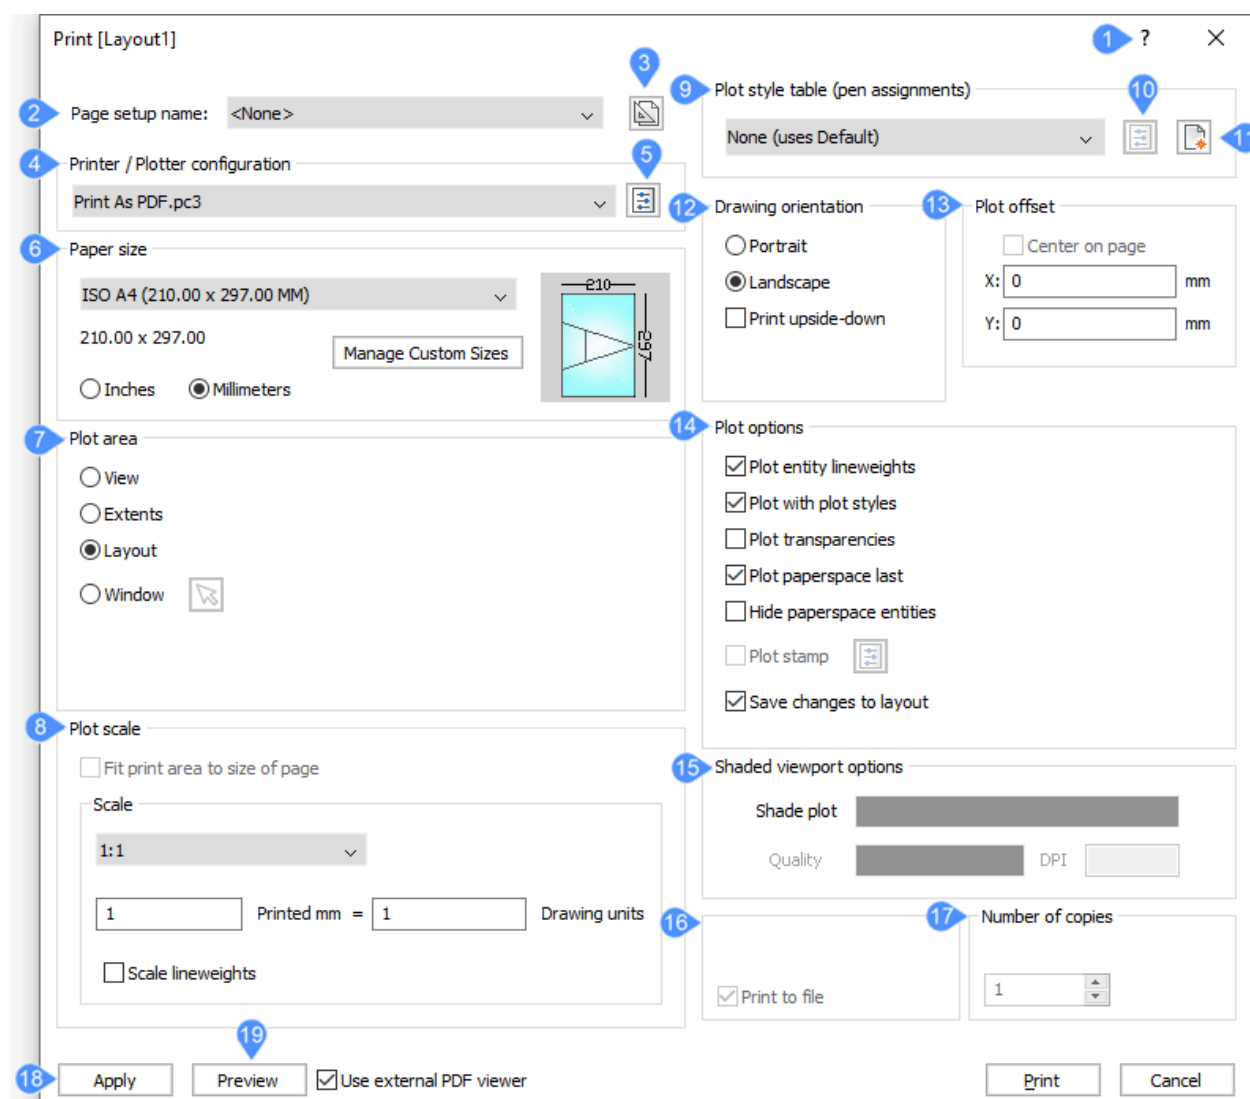 Print [Layout1]
1 ?
2 Page setup name: <None>
3
4 Printer / Plotter configuration
5
Print As PDF.pc3
6 Paper size
ISO A4 (210.00 x 297.00 MM)
210.00 x 297.00
Manage Custom Sizes
Inches Millimeters
210
297
7 Plot area
View
Extents
Layout
Window
8 Plot scale
Fit print area to size of page
Scale
1:1
1 Printed mm = 1 Drawing units
Scale lineweights
9 Plot style table (pen assignments)
10
None (uses Default)
11
12 Drawing orientation
Portrait
Landscape
Print upside-down
13 Plot offset
Center on page
X: 0 mm
Y: 0 mm
14 Plot options
Plot entity lineweights
Plot with plot styles
Plot transparencies
Plot paperspace last
Hide paperspace entities
Plot stamp
Save changes to layout
15 Shaded viewport options
Shade plot
Quality DPI
16
Print to file
17 Number of copies
1
18 Apply
19
Preview
Use external PDF viewer
Print
Cancel